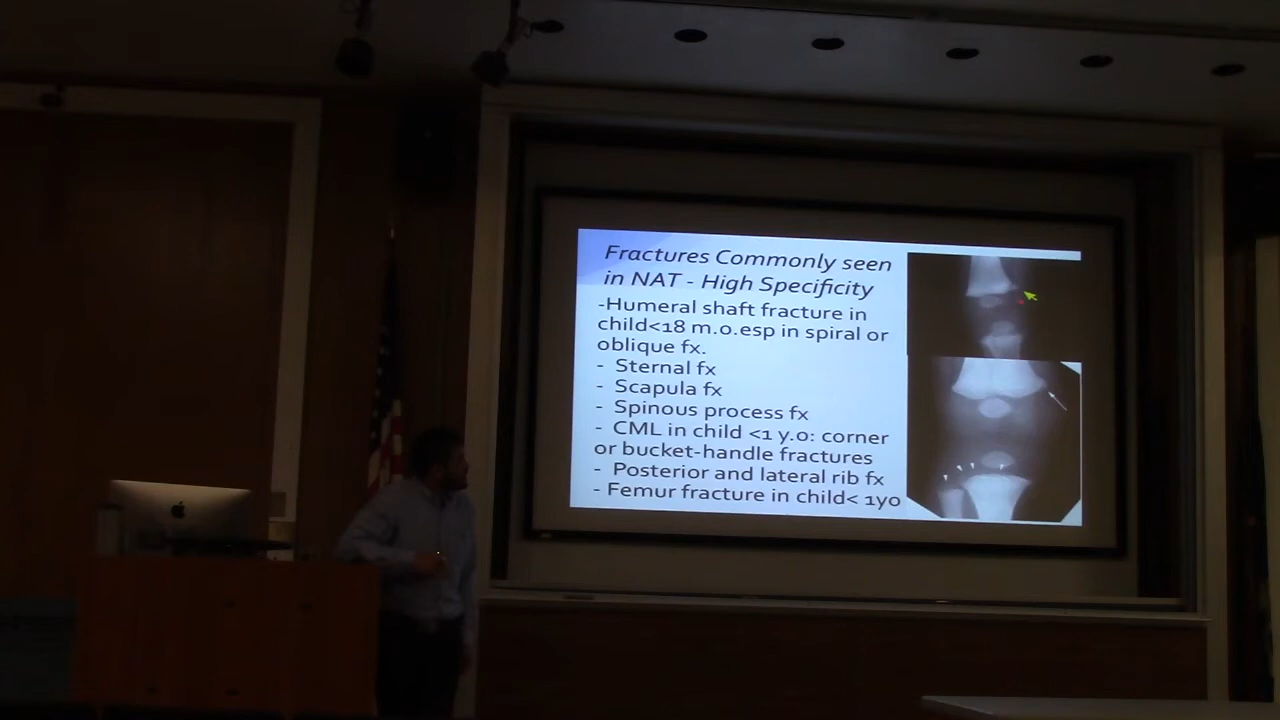 Fractures Commonly seen
in NAT - High Specificity
-Humeral shaft fracture in
child<18 m.o.esp in spiral or
oblique fx.
- Sternal fx
- Scapula fx
- Spinous process fx
- CML in child <1 y.o: corner
or bucket-handle fractures
- Posterior and lateral rib fx
- Femur fracture in child< 1yo